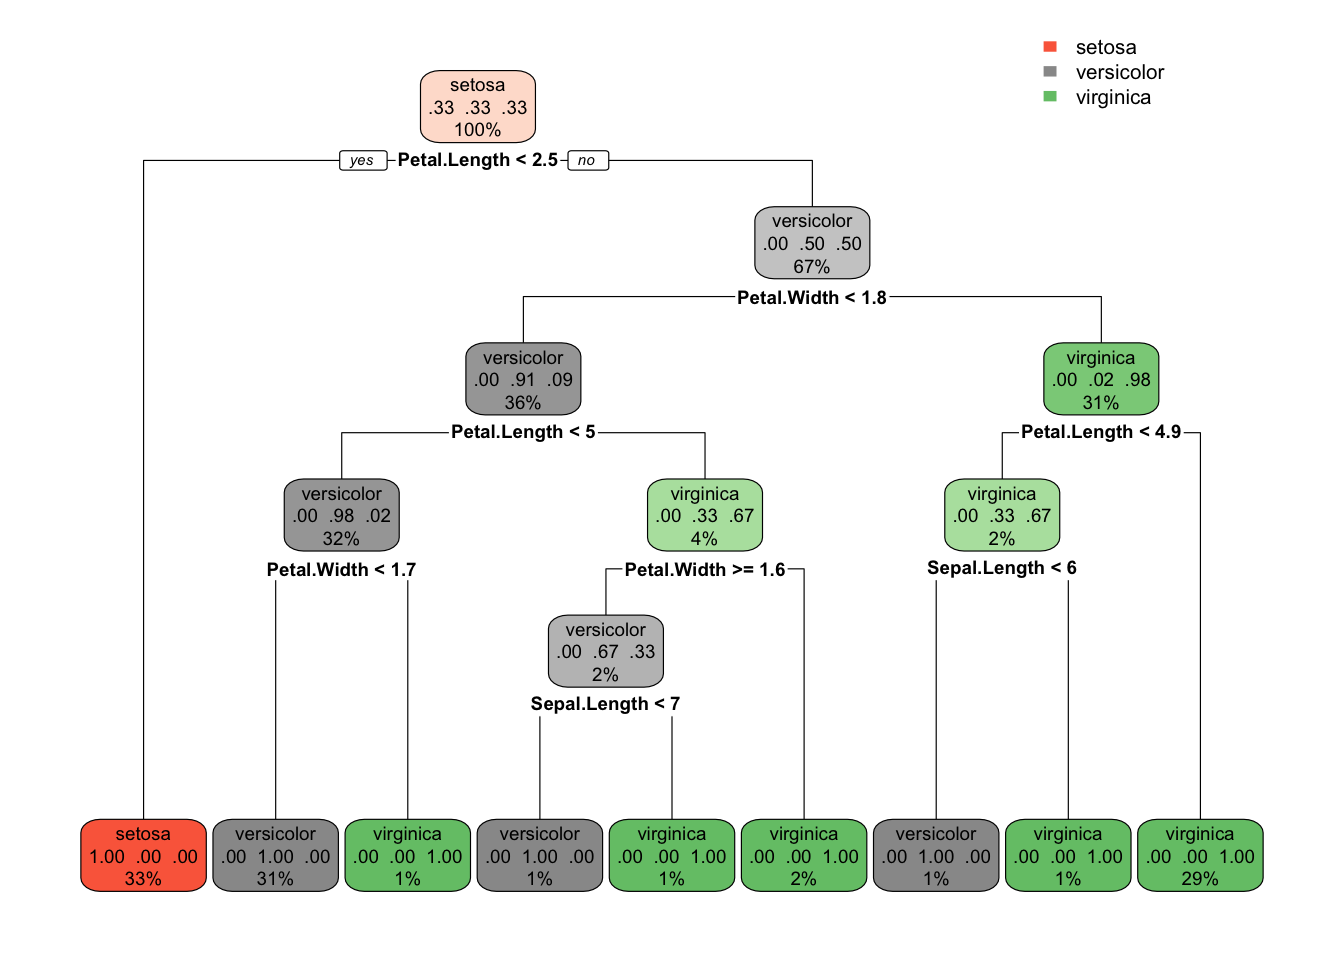 setosa
versicolor
virginica
setosa
.33 .33 .33
100%
yes Petal.Length < 2.5 no
versicolor
.00 .50 .50
67%
Petal.Width < 1.8
versicolor
.00 .91 .09
36%
virginica
.00 .02 .98
31%
Petal.Length < 5
Petal.Length < 4.9
versicolor
.00 .98 .02
32%
virginica
.00 .33 .67
4%
virginica
.00 .33 .67
2%
Petal.Width < 1.7
Petal.Width >= 1.6
Sepal.Length < 6
versicolor
.00 .67 .33
2%
Sepal.Length < 7
setosa
1.00 .00 .00
33%
versicolor
.00 1.00 .00
31%
virginica
.00 .00 1.00
1%
versicolor
.00 1.00 .00
1%
virginica
.00 .00 1.00
1%
virginica
.00 .00 1.00
2%
versicolor
.00 1.00 .00
1%
virginica
.00 .00 1.00
1%
virginica
.00 .00 1.00
29%